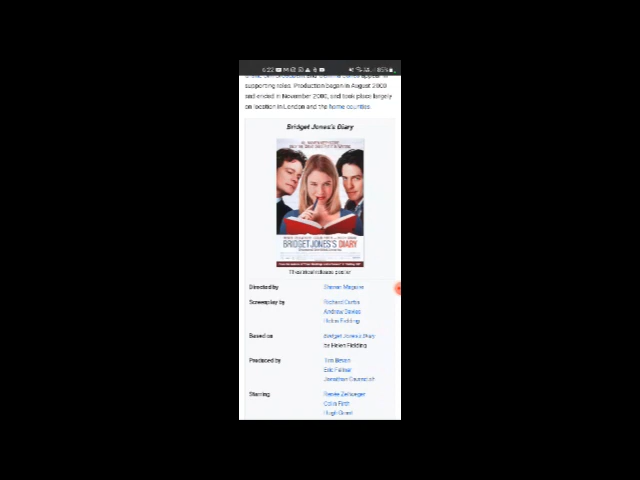 6:22
supporting roles. Production began in August 2000
and ended in November 2000, and took place largely
on location in London and the home counties.
Bridget Jones's Diary
BRIDGET JONES'S DIARY
Theatrical release poster
Directed by
Sharon Maguire
Screenplay by
Richard Curtis
Andrew Davies
Helen Fielding
Based on
Bridget Jones's Diary
by Helen Fielding
Produced by
Tim Bevan
Eric Fellner
Jonathan Cavendish
Starring
Renée Zellweger
Colin Firth
Hugh Grant